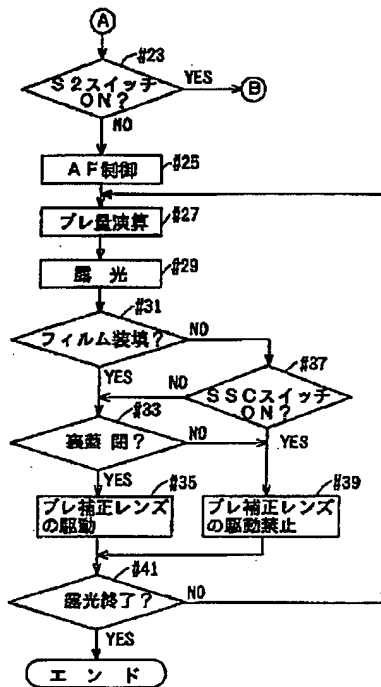 A
#23
S2スイッチ
ON?
YES
B
NO
#25
AF制御
#27
ブレ量演算
#29
露 光
#31
フィルム装填?
NO
YES
#37
SSCスイッチ
ON?
NO
YES
#33
裏蓋 閉?
NO
YES
#35
ブレ補正レンズ
の駆動
#39
ブレ補正レンズ
の駆動禁止
#41
露光終了?
NO
YES
エ ン ド